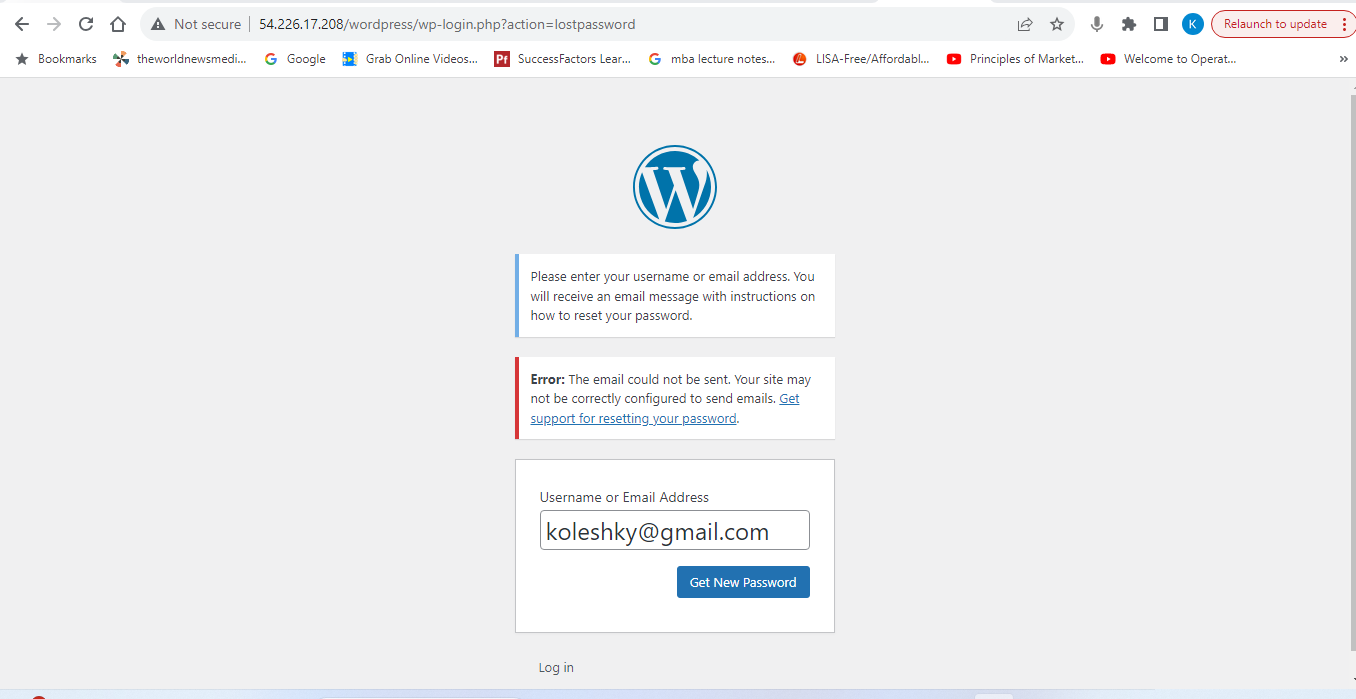 Not secure 54.226.17.208/wordpress/wp-login.php?action=lostpassword K Relaunch to update
Bookmarks theworldnewsmedi... Google Grab Online Videos... Pf SuccessFactors Lear... mba lecture notes... LISA-Free/Affordabl... Principles of Market... Welcome to Operat... »
Please enter your username or email address. You
will receive an email message with instructions on
how to reset your password.
Error: The email could not be sent. Your site may
not be correctly configured to send emails. Get
support for resetting your password.
Username or Email Address
koleshky@gmail.com
Get New Password
Log in